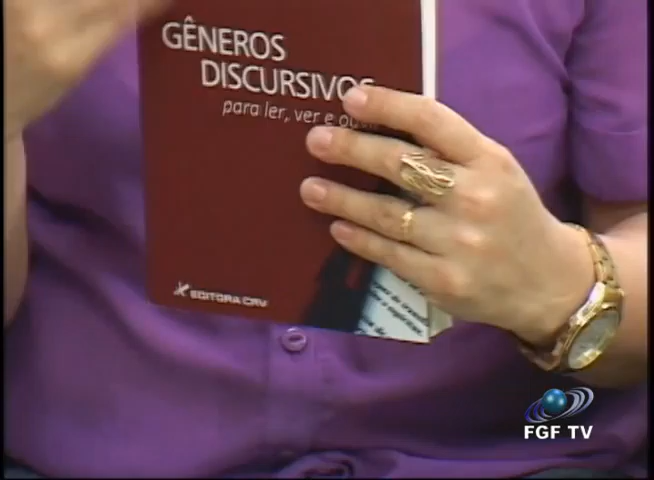 GÊNEROS
DISCURSIVOS
para ler, ver e
EDITORA CRV
FGF TV